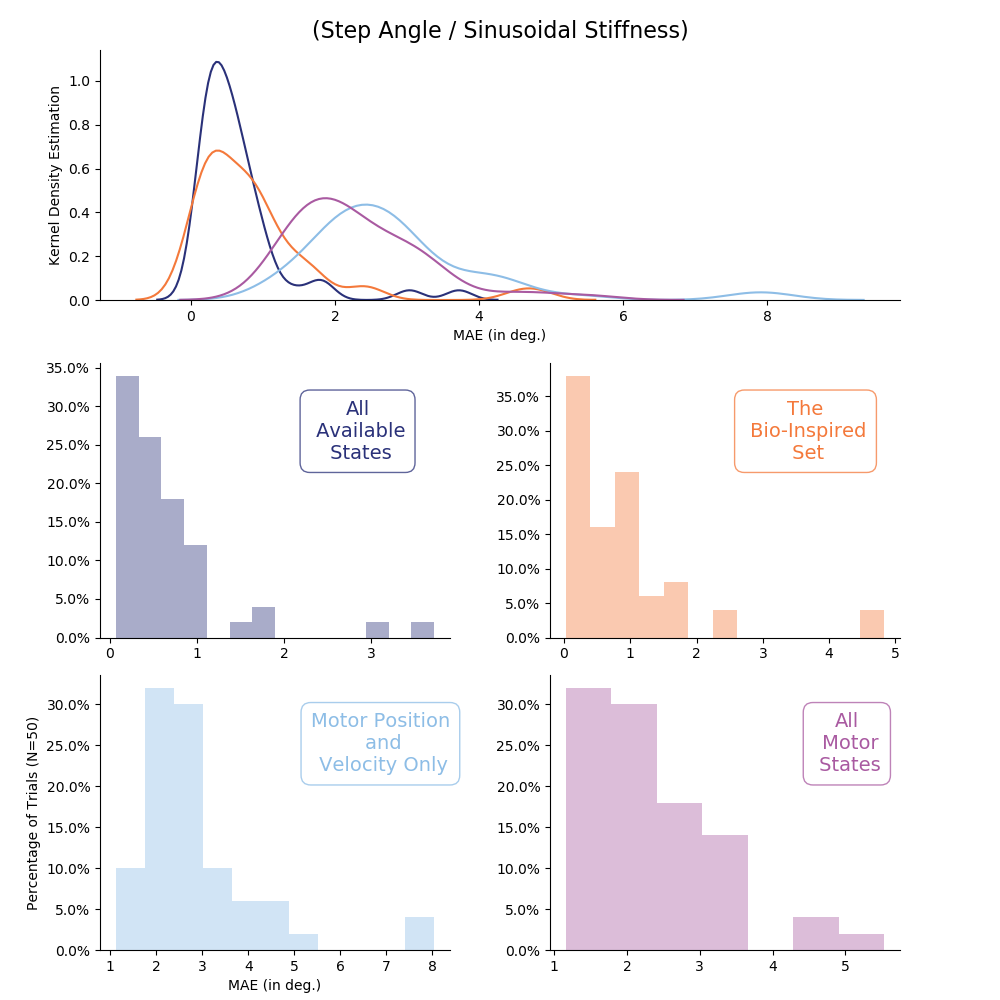 (Step Angle / Sinusoidal Stiffness)
Kernel Density Estimation
1.0
0.8
0.6
0.4
0.2
0.0
0 2 4 6 8
MAE (in deg.)
35.0%
30.0%
25.0%
20.0%
15.0%
10.0%
5.0%
0.0%
0 1 2 3
All
Available
States
35.0%
30.0%
25.0%
20.0%
15.0%
10.0%
5.0%
0.0%
0 1 2 3 4 5
The
Bio-Inspired
Set
Percentage of Trials (N=50)
30.0%
25.0%
20.0%
15.0%
10.0%
5.0%
0.0%
1 2 3 4 5 6 7 8
MAE (in deg.)
Motor Position
and
Velocity Only
30.0%
25.0%
20.0%
15.0%
10.0%
5.0%
0.0%
1 2 3 4 5
All
Motor
States